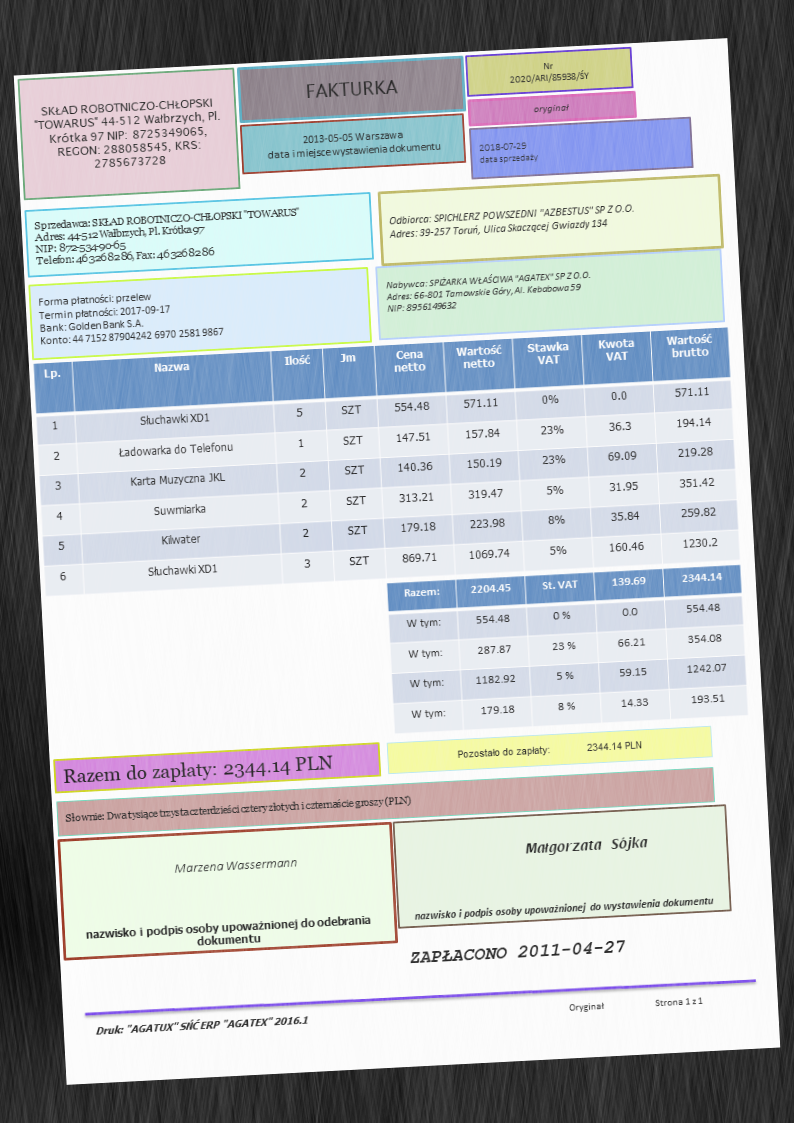 SKŁAD ROBOTNICZO-CHŁOPSKI
"TOWARUS" 44-512 Wałbrzych, Pl.
Krótka 97 NIP: 8725349065,
REGON: 288058545, KRS:
2785673728
FAKTURKA
2013-05-05 Warszawa
data i miejsce wystawienia dokumentu
Nr
2020/ARI/85938/ŚY
oryginał
2018-07-29
data sprzedaży
Sprzedawca: SKŁAD ROBOTNICZO-CHŁOPSKI "TOWARUS"
Adres: 44-512 Wałbrzych, Pl. Krótka 97
NIP: 872-534-90-65
Telefon: 463268286, Fax: 463268286
Odbiorca: SPICHLERZ POWSZEDNI "AZBESTUS" SP Z O.O.
Adres: 39-257 Toruń, Ulica Skaczącej Gwiazdy 134
Forma płatności: przelew
Termin płatności: 2017-09-17
Bank: Golden Bank S.A.
Konto: 44 7152 8790 4242 6970 2581 9867
Nabywca: SPIŻARKA WŁAŚCIWA "AGATEX" SP Z O.O.
Adres: 66-801 Tarnowskie Góry, Al. Kebabowa 59
NIP: 8956149632
Lp. Nazwa Ilość Jm Cena netto Wartość netto Stawka VAT Kwota VAT Wartość brutto
1 Słuchawki XD1 5 SZT 554.48 571.11 0% 0.0 571.11
2 Ładowarka do Telefonu 1 SZT 147.51 157.84 23% 36.3 194.14
3 Karta Muzyczna JKL 2 SZT 140.36 150.19 23% 69.09 219.28
4 Suwmiarka 2 SZT 313.21 319.47 5% 31.95 351.42
5 Kilwater 2 SZT 179.18 223.98 8% 35.84 259.82
6 Słuchawki XD1 3 SZT 869.71 1069.74 5% 160.46 1230.2
Razem: 2204.45 St. VAT 139.69 2344.14
W tym: 554.48 0 % 0.0 554.48
W tym: 287.87 23 % 66.21 354.08
W tym: 1182.92 5 % 59.15 1242.07
W tym: 179.18 8 % 14.33 193.51
Razem do zapłaty: 2344.14 PLN
Pozostało do zapłaty: 2344.14 PLN
Słownie: Dwa tysiące trzysta czterdzieści cztery złotych i czternaście groszy (PLN)
Marzena Wassermann
nazwisko i podpis osoby upoważnionej do odebrania
dokumentu
Małgorzata Sójka
nazwisko i podpis osoby upoważnionej do wystawienia dokumentu
ZAPŁACONO 2011-04-27
Druk: "AGATUX" SŃĆ ERP "AGATEX" 2016.1
Oryginał
Strona 1 z 1